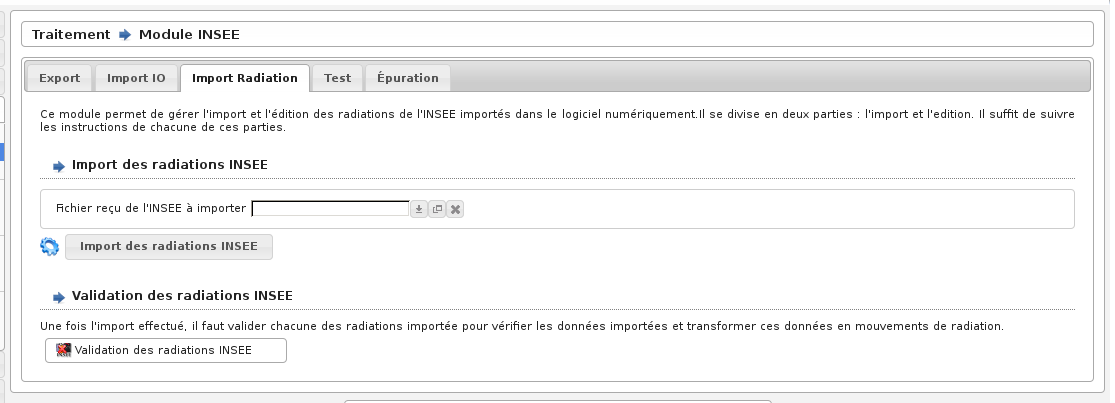 Traitement Module INSEE
Export Import IO Import Radiation Test Épuration
Ce module permet de gérer l'import et l'édition des radiations de l'INSEE importés dans le logiciel numériquement.Il se divise en deux parties : l'import et l'edition. Il suffit de suivre
les instructions de chacune de ces parties.
Import des radiations INSEE
Fichier reçu de l'INSEE à importer
Import des radiations INSEE
Validation des radiations INSEE
Une fois l'import effectué, il faut valider chacune des radiations importée pour vérifier les données importées et transformer ces données en mouvements de radiation.
Validation des radiations INSEE